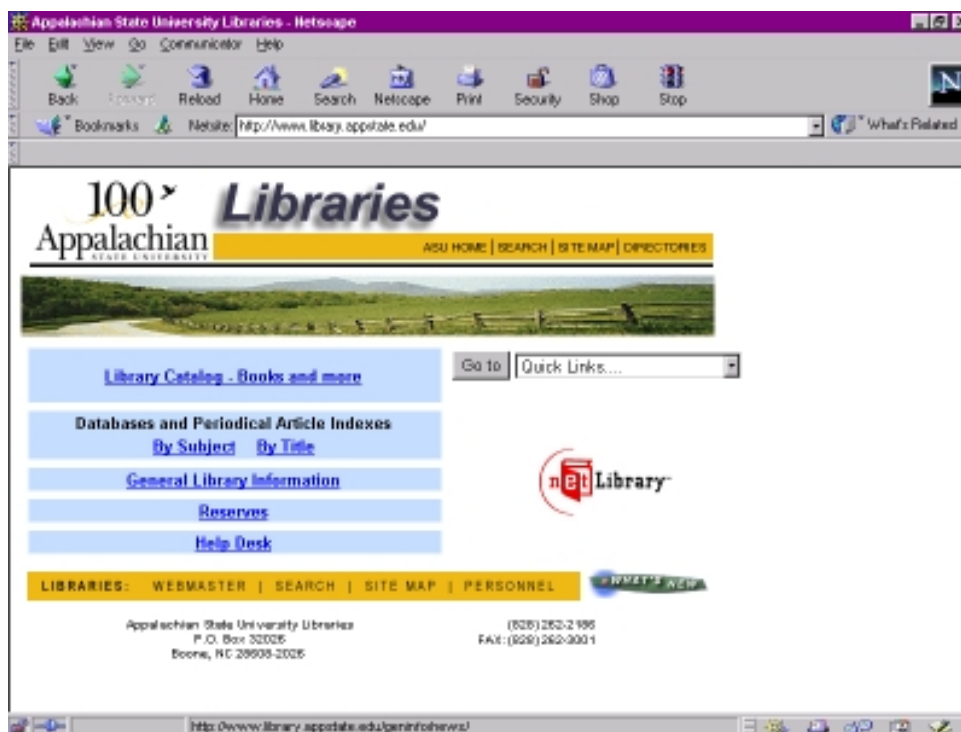 Appalachian State University Libraries - Netscape
File Edit View Go Communicator Help
Back Forward Reload Home Search Netscape Print Security Shop Stop
N
Bookmarks Netsite: http://www.library.appstate.edu/ What's Related
100
Libraries
Appalachian
STATE UNIVERSITY
ASU HOME | SEARCH | SITE MAP | DIRECTORIES
Library Catalog - Books and more
Go to Quick Links....
Databases and Periodical Article Indexes
By Subject By Title
General Library Information
netLibrary
Reserves
Help Desk
LIBRARIES: WEBMASTER | SEARCH | SITE MAP | PERSONNEL
WHAT'S NEW
Appalachian State University Libraries
P.O. Box 32026
Boone, NC 28608-2026
(828) 262-2186
FAX: (828) 262-3001
http://www.library.appstate.edu/geninfo/news/